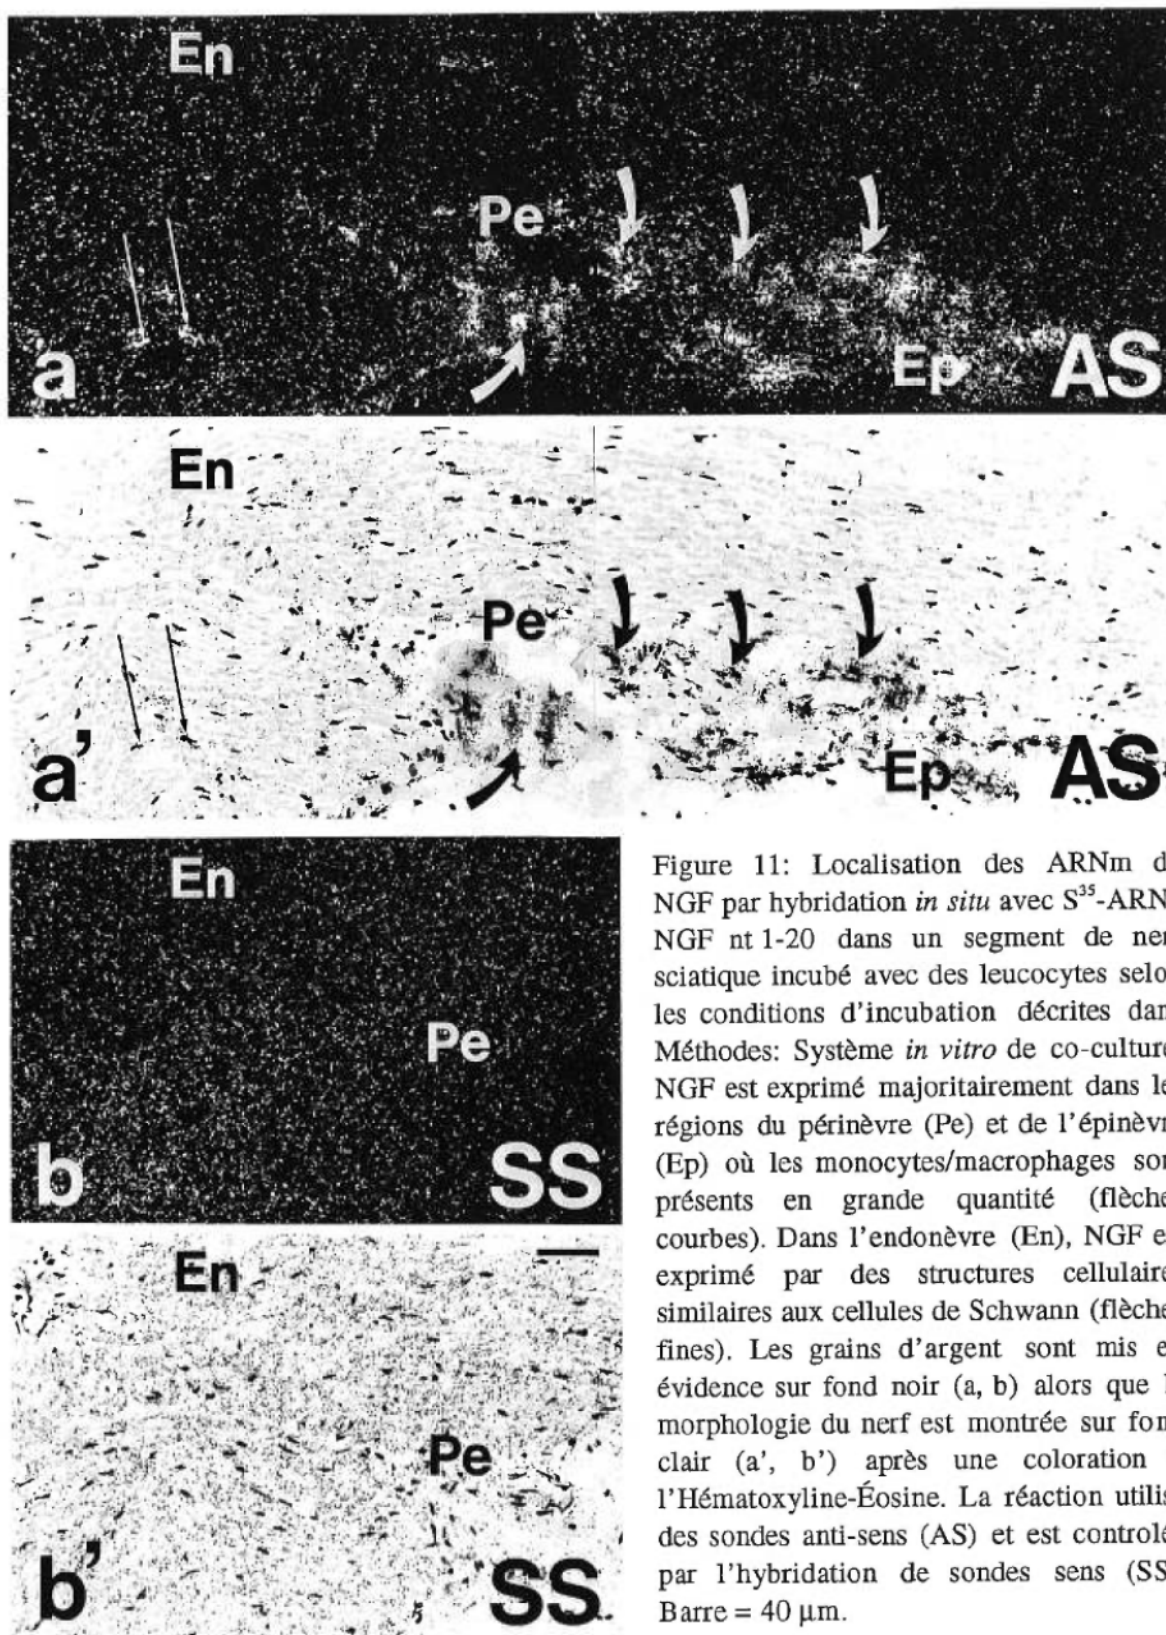 En
Pe
a
Ep
AS
En
Pe
a'
Ep
AS
En
Pe
b
SS
En
Pe
b'
SS
Figure 11: Localisation des ARNm d
NGF par hybridation in situ avec S³⁵-ARN
NGF nt 1-20 dans un segment de ner
sciatique incubé avec des leucocytes selo
les conditions d'incubation décrites dan
Méthodes: Système in vitro de co-culture
NGF est exprimé majoritairement dans le
régions du périnèvre (Pe) et de l'épinèvr
(Ep) où les monocytes/macrophages son
présents en grande quantité (flèche
courbes). Dans l'endonèvre (En), NGF e
exprimé par des structures cellulaire
similaires aux cellules de Schwann (flèche
fines). Les grains d'argent sont mis e
évidence sur fond noir (a, b) alors que l
morphologie du nerf est montrée sur fon
clair (a', b') après une coloration
l'Hématoxyline-Éosine. La réaction utilis
des sondes anti-sens (AS) et est controlé
par l'hybridation de sondes sens (SS
Barre = 40 µm.